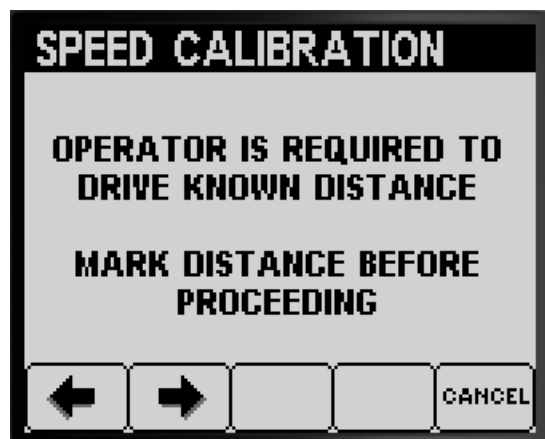 SPEED CALIBRATION
OPERATOR IS REQUIRED TO
DRIVE KNOWN DISTANCE
MARK DISTANCE BEFORE
PROCEEDING
CANCEL